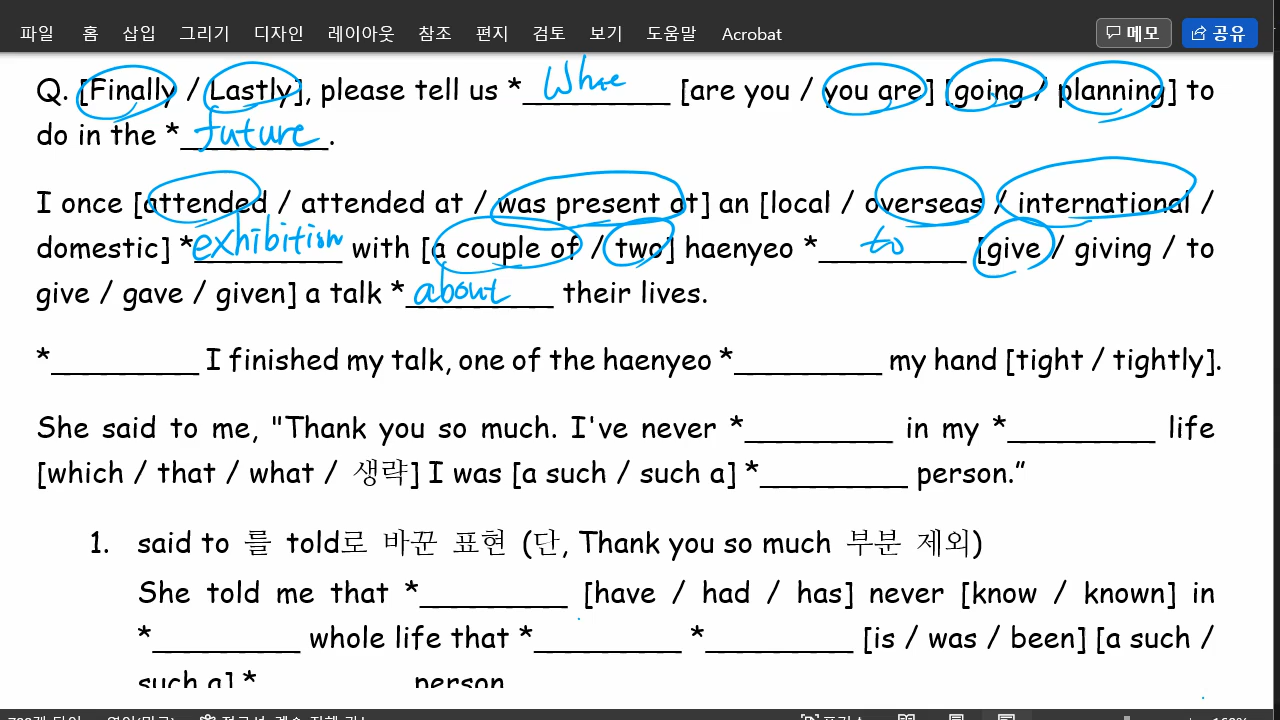 파일 홈 삽입 그리기 디자인 레이아웃 참조 편지 검토 보기 도움말 Acrobat 메모 공유
Q. [Finally / Lastly], please tell us *_________ [are you / you are] [going / planning] to
do in the * future.
I once [attended / attended at / was present at] an [local / overseas / international /
domestic] * exhibition with [a couple of / two] haenyeo * to [give / giving / to
give / gave / given] a talk * about their lives.
*_________ I finished my talk, one of the haenyeo *_________ my hand [tight / tightly].
She said to me, "Thank you so much. I've never *_________ in my *_________ life
[which / that / what / 생략] I was [a such / such a] *_________ person.”
1. said to 를 told로 바꾼 표현 (단, Thank you so much 부분 제외)
She told me that *_________ [have / had / has] never [know / known] in
*_________ whole life that *_________ *_________ [is / was / been] [a such /
such a] *_________ person